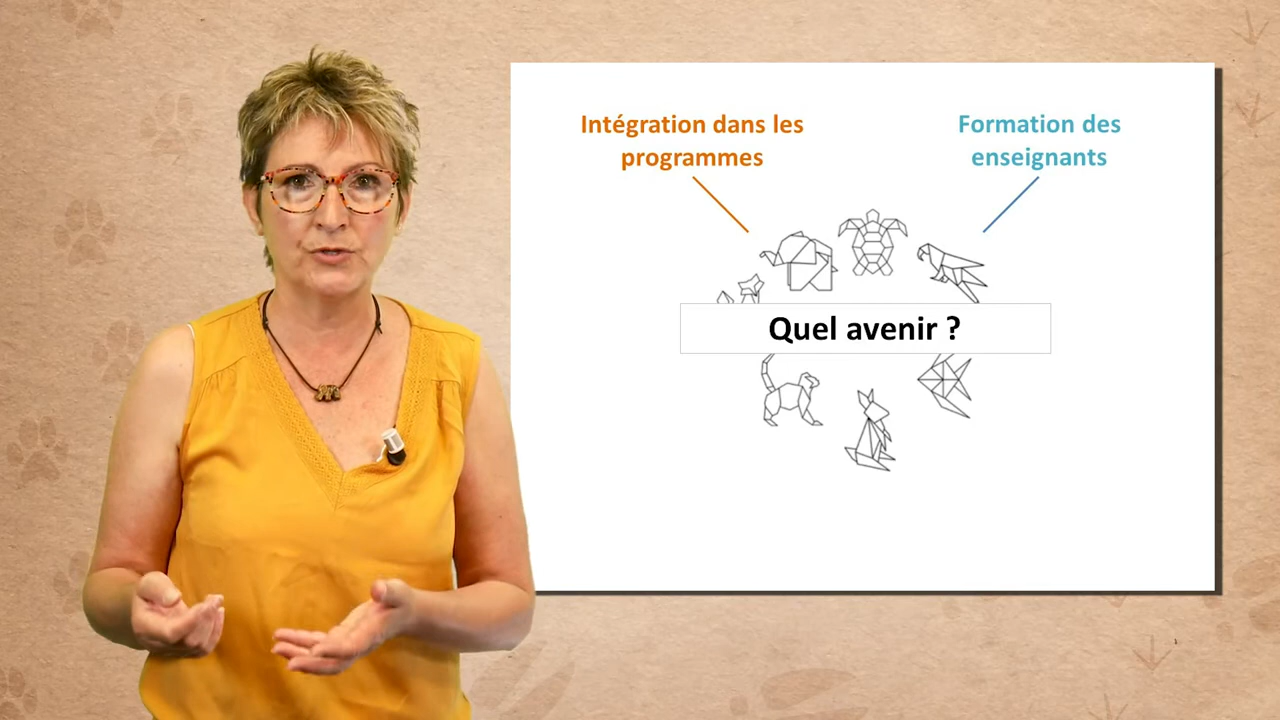 Intégration dans les
programmes
Formation des
enseignants
Quel avenir ?